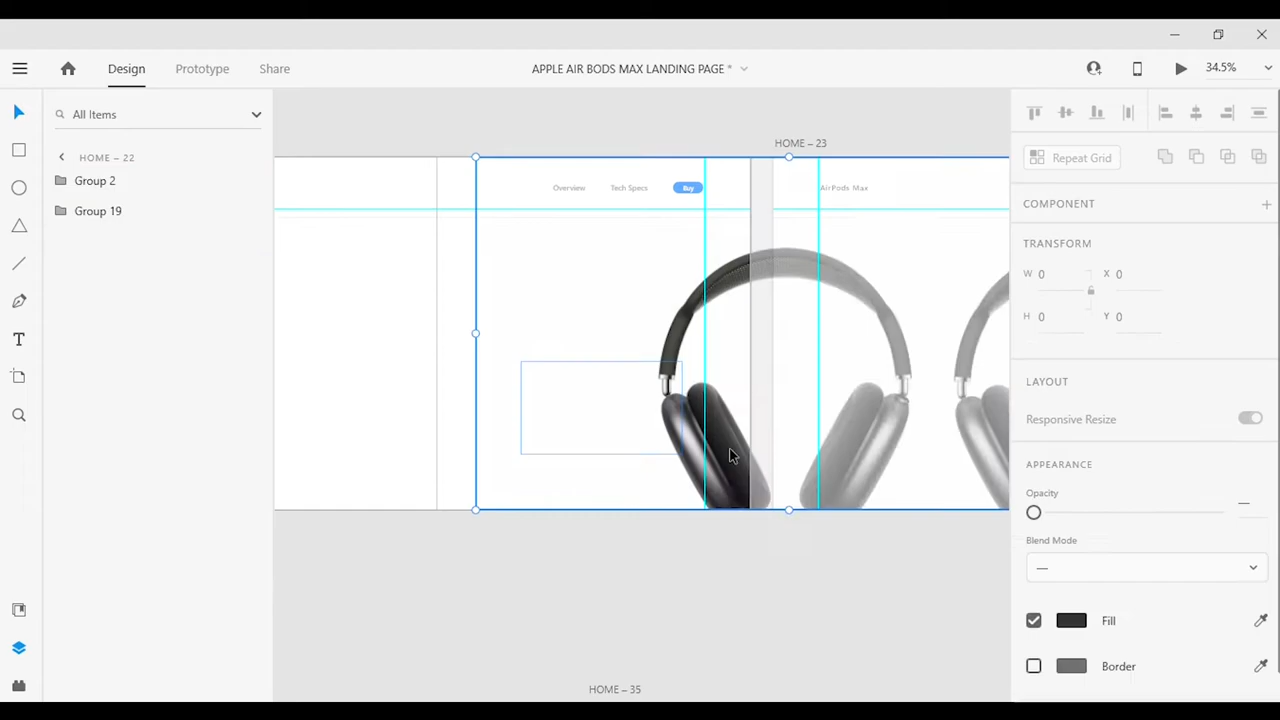 Design
Prototype
Share
APPLE AIR BODS MAX LANDING PAGE *
34.5%
All Items
HOME – 22
Group 2
Group 19
HOME – 23
Overview
Tech Specs
Buy
AirPods Max
HOME – 35
Repeat Grid
COMPONENT
TRANSFORM
W 0
X 0
H 0
Y 0
LAYOUT
Responsive Resize
APPEARANCE
Opacity
—
Blend Mode
—
Fill
Border